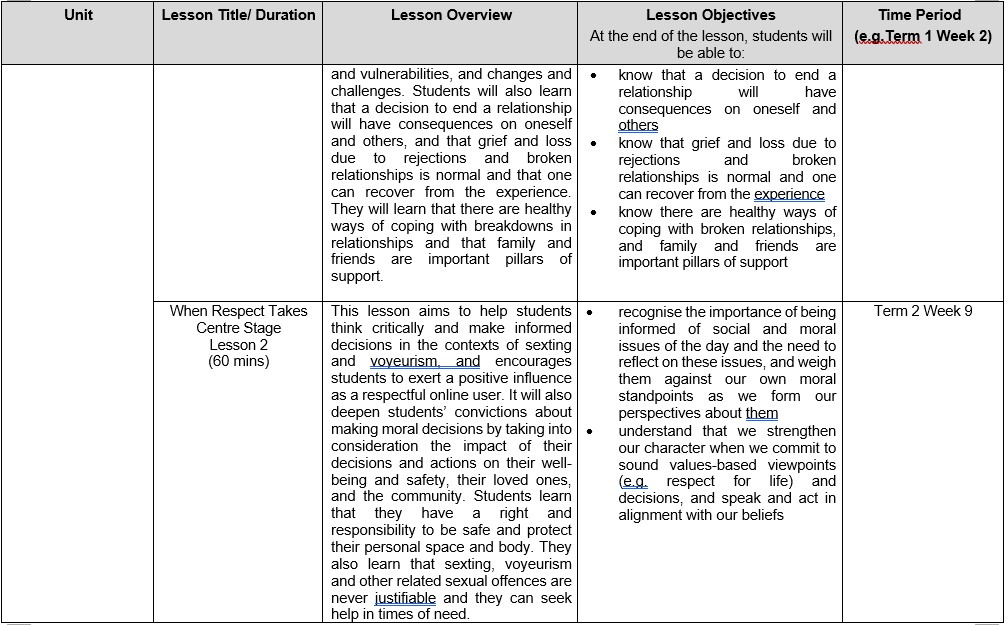 Unit
Lesson Title/ Duration
Lesson Overview
Lesson Objectives
At the end of the lesson, students will
be able to:
Time Period
(e.g.Term 1 Week 2)
and vulnerabilities, and changes and
challenges. Students will also learn
that a decision to end a relationship
will have consequences on oneself
and others, and that grief and loss
due to rejections and broken
relationships is normal and that one
can recover from the experience.
They will learn that there are healthy
ways of coping with breakdowns in
relationships and that family and
friends are important pillars of
support.
• know that a decision to end a
relationship will have
consequences on oneself and
others
• know that grief and loss due to
rejections and broken
relationships is normal and one
can recover from the experience
• know there are healthy ways of
coping with broken relationships,
and family and friends are
important pillars of support
When Respect Takes
Centre Stage
Lesson 2
(60 mins)
This lesson aims to help students
think critically and make informed
decisions in the contexts of sexting
and voyeurism, and encourages
students to exert a positive influence
as a respectful online user. It will also
deepen students’ convictions about
making moral decisions by taking into
consideration the impact of their
decisions and actions on their well-
being and safety, their loved ones,
and the community. Students learn
that they have a right and
responsibility to be safe and protect
their personal space and body. They
also learn that sexting, voyeurism
and other related sexual offences are
never justifiable and they can seek
help in times of need.
• recognise the importance of being
informed of social and moral
issues of the day and the need to
reflect on these issues, and weigh
them against our own moral
standpoints as we form our
perspectives about them
• understand that we strengthen
our character when we commit to
sound values-based viewpoints
(e.g. respect for life) and
decisions, and speak and act in
alignment with our beliefs
Term 2 Week 9